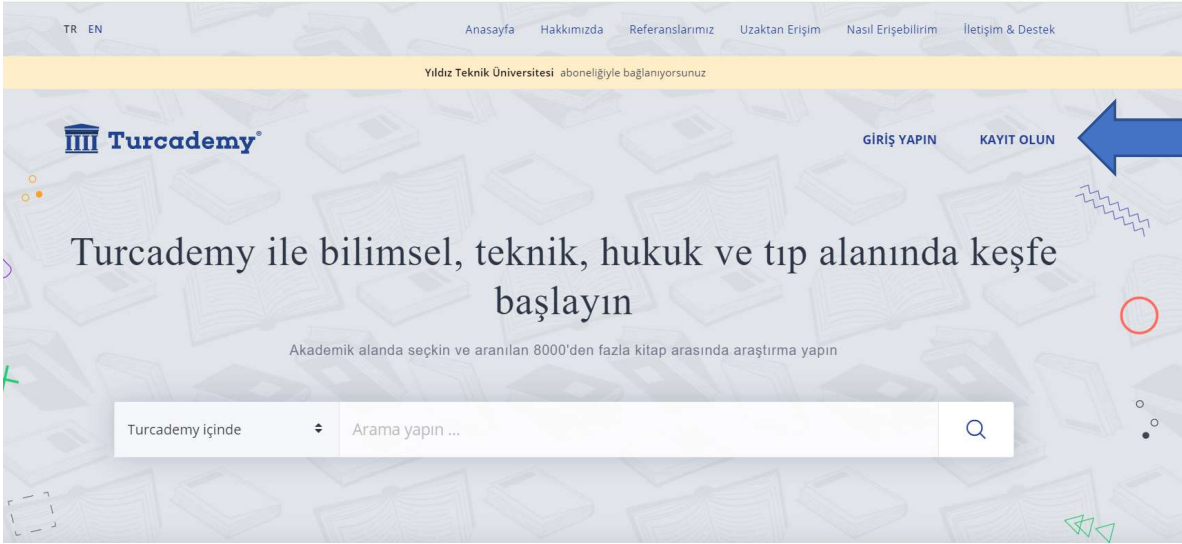 TR EN
Anasayfa Hakkımızda Referanslarımız Uzaktan Erişim Nasıl Erişebilirim İletişim & Destek
Yıldız Teknik Üniversitesi aboneliğiyle bağlanıyorsunuz
Turcademy®
GİRİŞ YAPIN KAYIT OLUN
Turcademy ile bilimsel, teknik, hukuk ve tıp alanında keşfe
başlayın
Akademik alanda seçkin ve aranılan 8000'den fazla kitap arasında araştırma yapın
Turcademy içinde Arama yapın ...